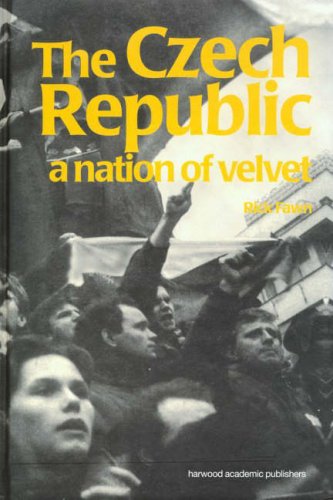 The Czech
Republic
a nation of velvet
Rick Fawn
harwood academic publishers